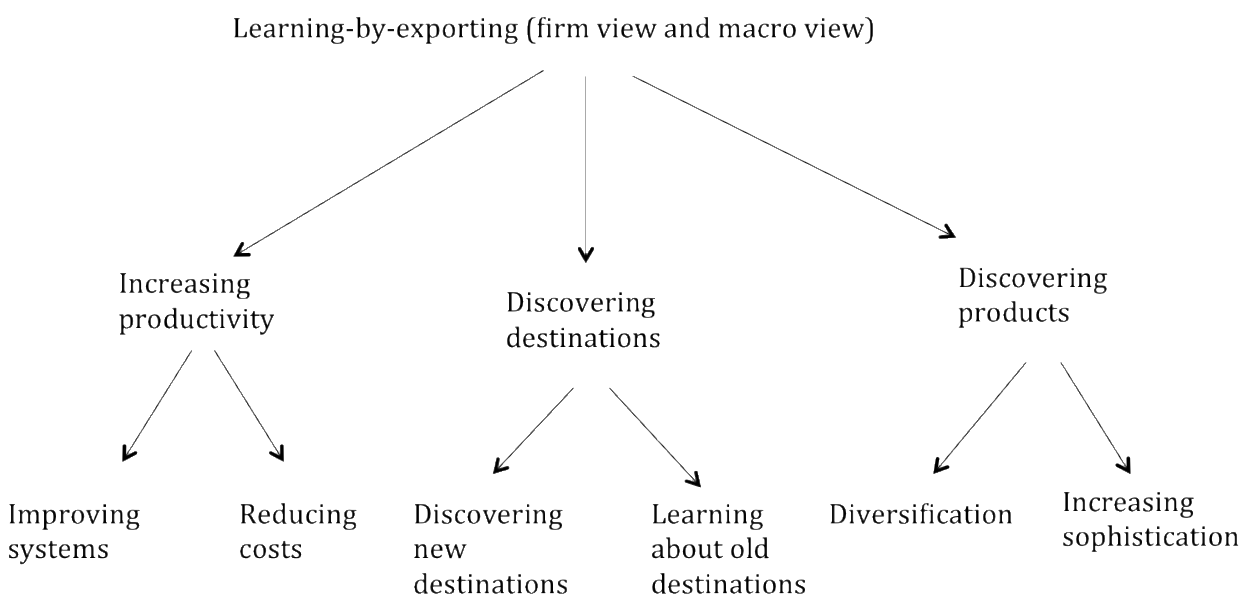 Learning-by-exporting (firm view and macro view)
Increasing
productivity
Discovering
destinations
Discovering
products
Improving
systems
Reducing
costs
Discovering
new
destinations
Learning
about old
destinations
Diversification
Increasing
sophistication